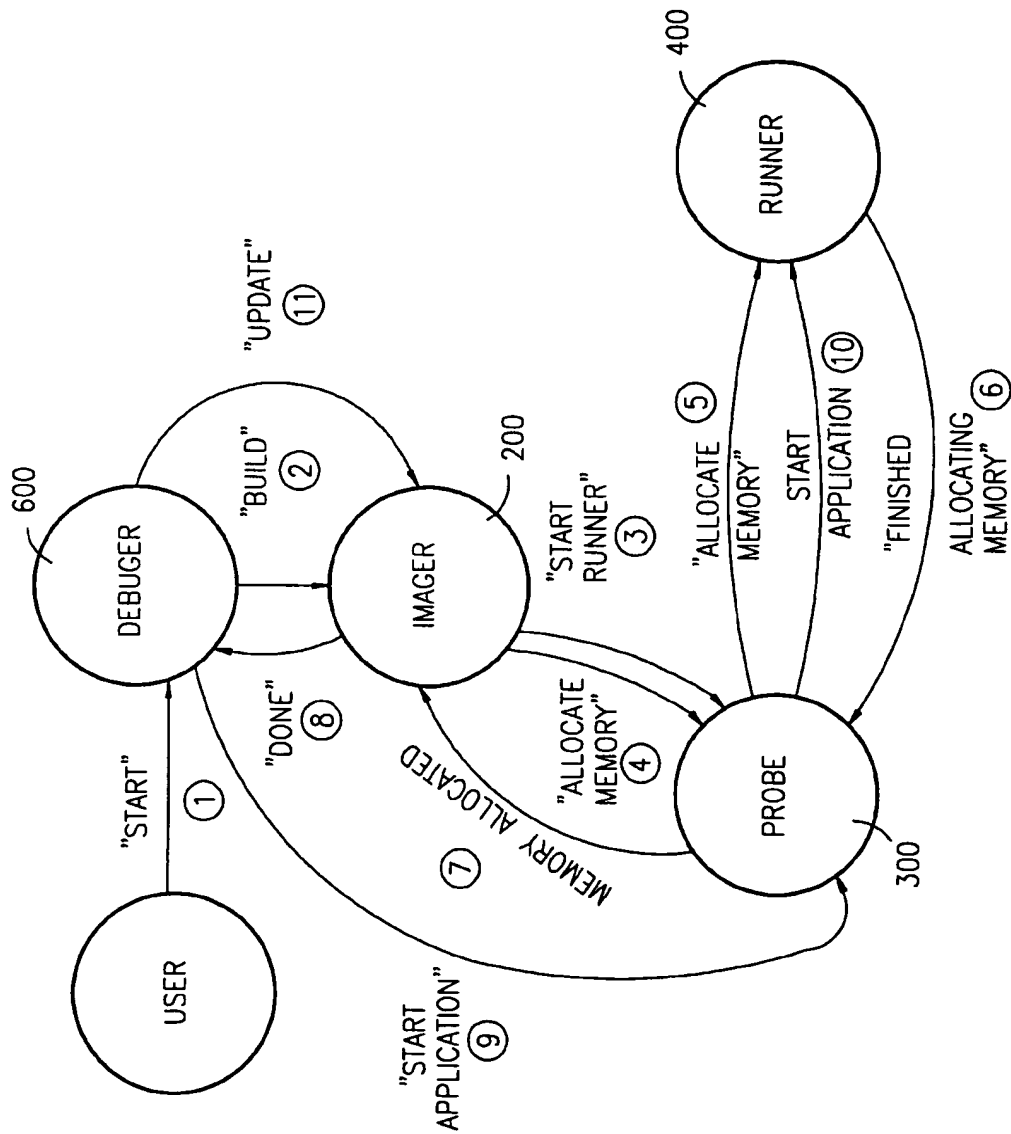 600
DEBUGER
"START"
1
USER
"BUILD"
2
"UPDATE"
11
"DONE"
8
IMAGER
200
"START
RUNNER"
3
"ALLOCATE
MEMORY"
4
MEMORY ALLOCATED
7
"START
APPLICATION"
9
PROBE
300
"ALLOCATE
MEMORY"
5
START
APPLICATION
10
"FINISHED
ALLOCATING
MEMORY"
6
RUNNER
400